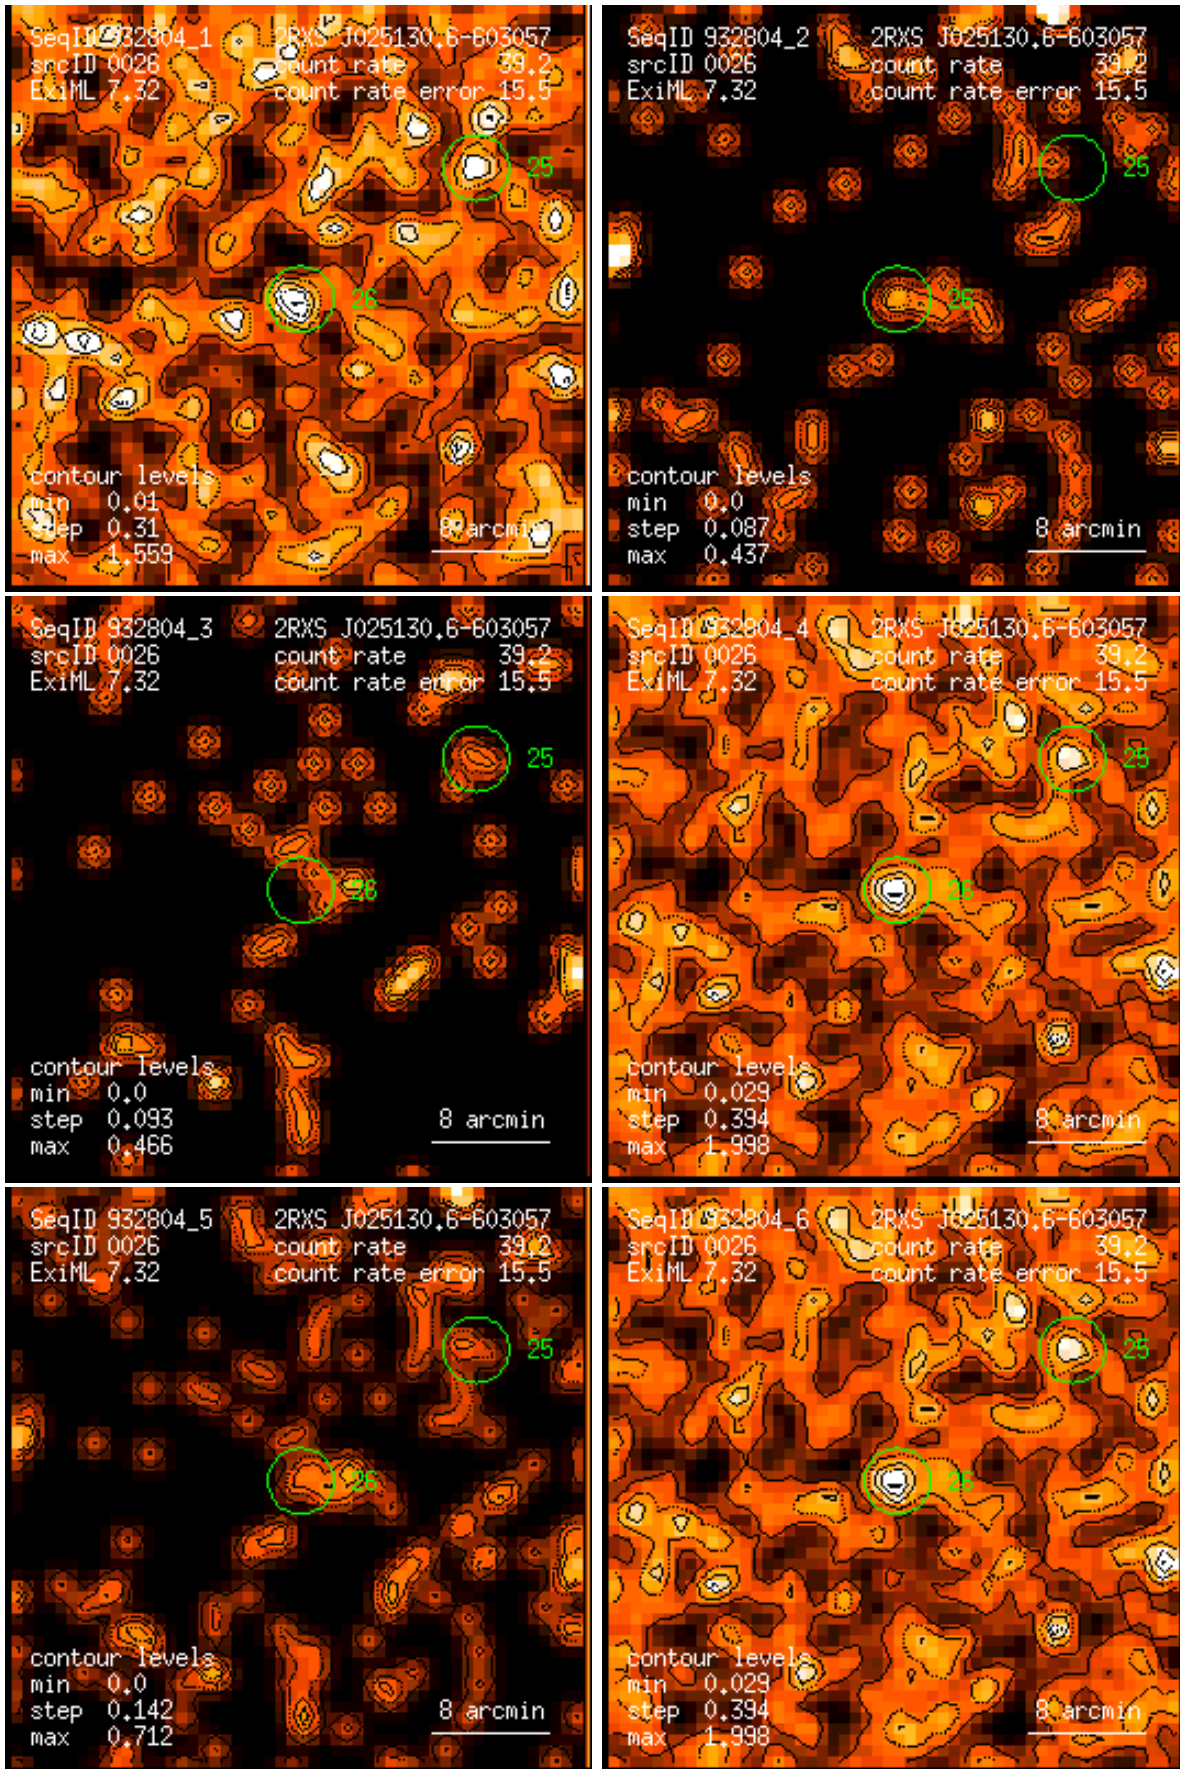 SeqID 932804_1 2RXS J025130.6-603057
srcID 0026 count rate 39.2
ExiML 7.32 count rate error 15.5
25
26
contour levels
min 0.01
step 0.31
max 1.559
8 arcmin
SeqID 932804_2 2RXS J025130.6-603057
srcID 0026 count rate 39.2
ExiML 7.32 count rate error 15.5
25
26
contour levels
min 0.0
step 0.087
max 0.437
8 arcmin
SeqID 932804_3 2RXS J025130.6-603057
srcID 0026 count rate 39.2
ExiML 7.32 count rate error 15.5
25
26
contour levels
min 0.0
step 0.093
max 0.466
8 arcmin
SeqID 932804_4 2RXS J025130.6-603057
srcID 0026 count rate 39.2
ExiML 7.32 count rate error 15.5
25
26
contour levels
min 0.029
step 0.394
max 1.998
8 arcmin
SeqID 932804_5 2RXS J025130.6-603057
srcID 0026 count rate 39.2
ExiML 7.32 count rate error 15.5
25
26
contour levels
min 0.0
step 0.142
max 0.712
8 arcmin
SeqID 932804_6 2RXS J025130.6-603057
srcID 0026 count rate 39.2
ExiML 7.32 count rate error 15.5
25
26
contour levels
min 0.029
step 0.394
max 1.998
8 arcmin